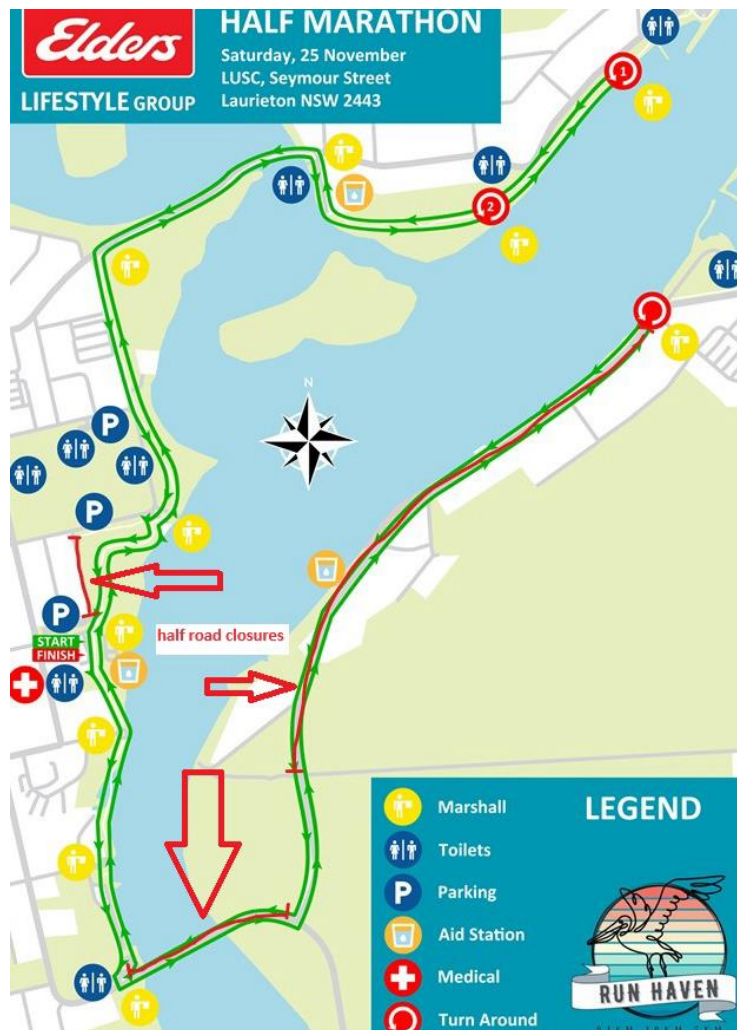 Elders
LIFESTYLE GROUP
HALF MARATHON
Saturday, 25 November
LUSC, Seymour Street
Laurieton NSW 2443
1
2
N
P
P
P
START
FINISH
half road closures
LEGEND
Marshall
Toilets
P Parking
Aid Station
Medical
Turn Around
RUN HAVEN